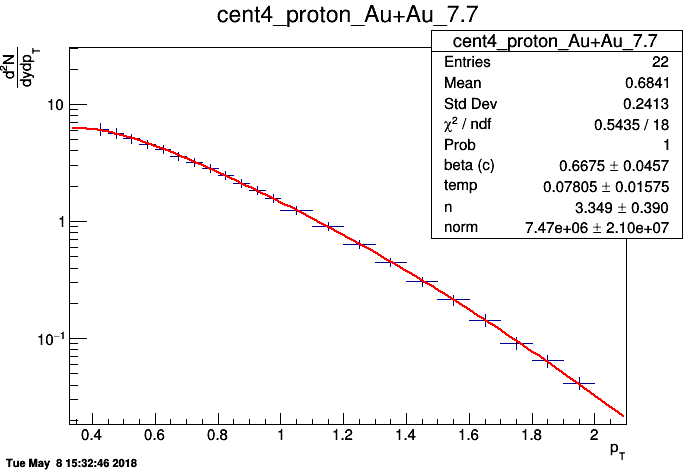 cent4_proton_Au+Au_7.7
d²N
dydp_T
cent4_proton_Au+Au_7.7
Entries 22
Mean 0.6841
Std Dev 0.2413
χ² / ndf 0.5435 / 18
Prob 1
beta (c) 0.6675 ± 0.0457
temp 0.07805 ± 0.01575
n 3.349 ± 0.390
norm 7.47e+06 ± 2.10e+07
10
1
10⁻¹
0.4 0.6 0.8 1 1.2 1.4 1.6 1.8 2
p_T
Tue May 8 15:32:46 2018